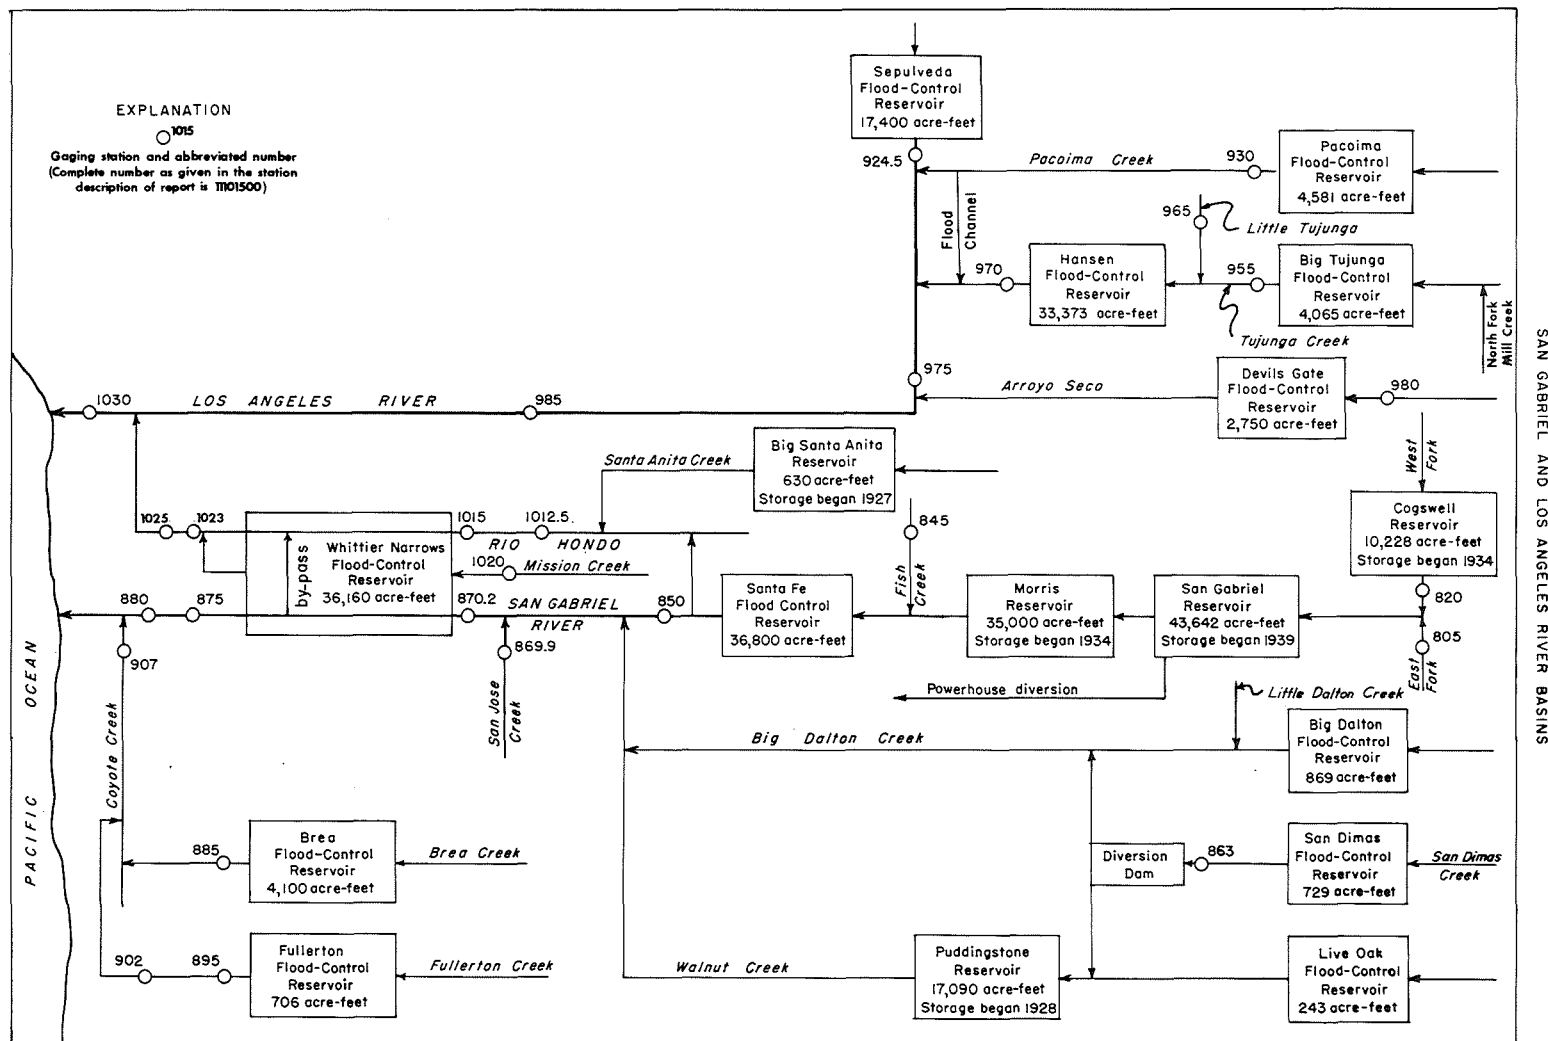 EXPLANATION
1015
Gaging station and abbreviated number
(Complete number as given in the station
description of report is 11101500)
Sepulveda
Flood-Control
Reservoir
17,400 acre-feet
924.5
Pacoima Creek
930
Pacoima
Flood-Control
Reservoir
4,581 acre-feet
Flood
Channel
965
Little Tujunga
970
Hansen
Flood-Control
Reservoir
33,373 acre-feet
955
Big Tujunga
Flood-Control
Reservoir
4,065 acre-feet
Tujunga Creek
North Fork
Mill Creek
975
Arroyo Seco
Devils Gate
Flood-Control
Reservoir
2,750 acre-feet
980
1030
LOS ANGELES RIVER
985
Santa Anita Creek
Big Santa Anita
Reservoir
630 acre-feet
Storage began 1927
West
Fork
Cogswell
Reservoir
10,228 acre-feet
Storage began 1934
1025
1023
1015
1012.5
RIO HONDO
845
Fish
Creek
by-pass
Whittier Narrows
Flood-Control
Reservoir
36,160 acre-feet
1020
Mission Creek
880
875
870.2
SAN GABRIEL
RIVER
850
Santa Fe
Flood Control
Reservoir
36,800 acre-feet
Morris
Reservoir
35,000 acre-feet
Storage began 1934
San Gabriel
Reservoir
43,642 acre-feet
Storage began 1939
820
805
East
Fork
907
869.9
San Jose
Creek
Powerhouse diversion
Little Dalton Creek
Coyote Creek
Big Dalton Creek
Big Dalton
Flood-Control
Reservoir
869 acre-feet
885
Brea
Flood-Control
Reservoir
4,100 acre-feet
Brea Creek
Diversion
Dam
863
San Dimas
Flood-Control
Reservoir
729 acre-feet
San Dimas
Creek
902
895
Fullerton
Flood-Control
Reservoir
706 acre-feet
Fullerton Creek
Walnut Creek
Puddingstone
Reservoir
17,090 acre-feet
Storage began 1928
Live Oak
Flood-Control
Reservoir
243 acre-feet
PACIFIC OCEAN
SAN GABRIEL AND LOS ANGELES RIVER BASINS